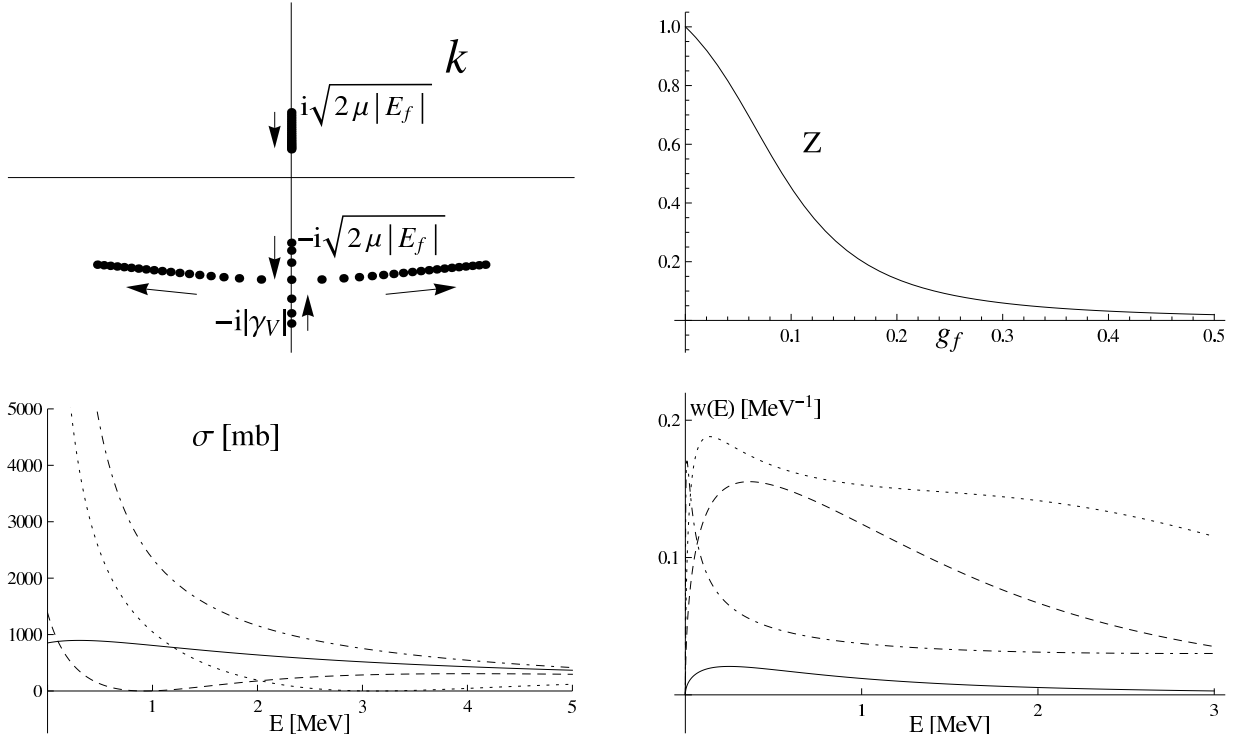 k
i√2 μ | E_f |
−i√2 μ | E_f |
−i|γ_V|
1.0
0.8
0.6
0.4
0.2
Z
0.1
0.2
g_f
0.3
0.4
0.5
5000
4000
3000
2000
1000
0
σ [mb]
1
2
3
4
5
E [MeV]
w(E) [MeV⁻¹]
0.2
0.1
1
2
3
E [MeV]